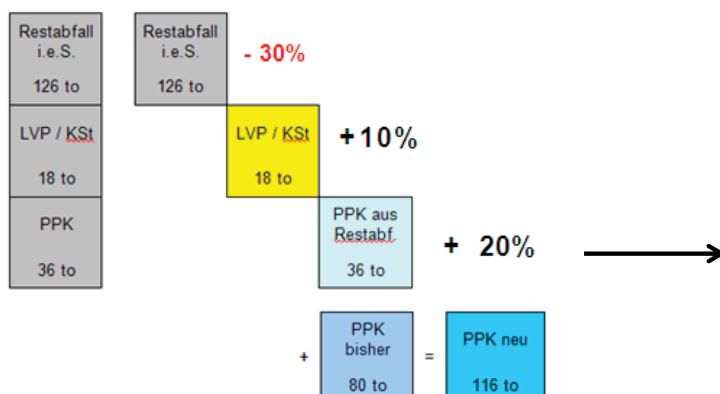 Restabfall
i.e.S.
126 to
LVP / KSt
18 to
PPK
36 to
Restabfall
i.e.S.
126 to
- 30%
LVP / KSt
18 to
+10%
PPK aus
Restabf.
36 to
+ 20%
+
PPK
bisher
80 to
=
PPK neu
116 to